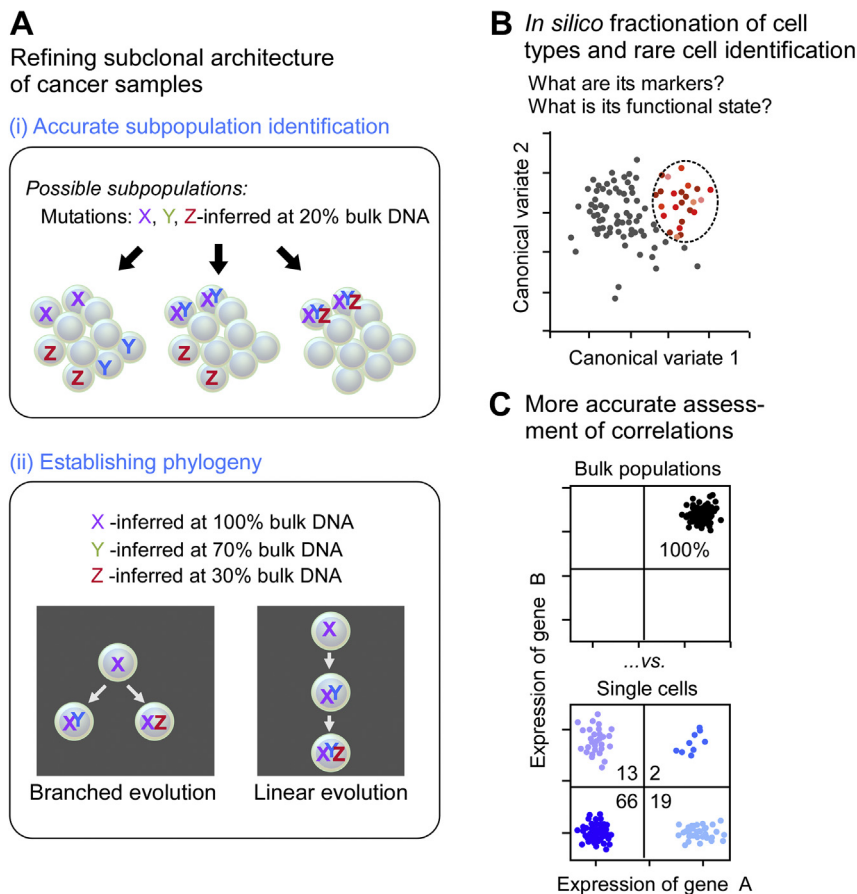 A
Refining subclonal architecture
of cancer samples
(i) Accurate subpopulation identification
Possible subpopulations:
Mutations: X, Y, Z-inferred at 20% bulk DNA
X
X
Z
Z
Y
Y
XY
XY
Z
Z
XYZ
XYZ
(ii) Establishing phylogeny
X -inferred at 100% bulk DNA
Y -inferred at 70% bulk DNA
Z -inferred at 30% bulk DNA
X
XY
XZ
Branched evolution
X
XY
XYZ
Linear evolution
B In silico fractionation of cell
types and rare cell identification
What are its markers?
What is its functional state?
Canonical variate 2
Canonical variate 1
C More accurate assess-
ment of correlations
Bulk populations
100%
...vs.
Single cells
13 2
66 19
Expression of gene B
Expression of gene A